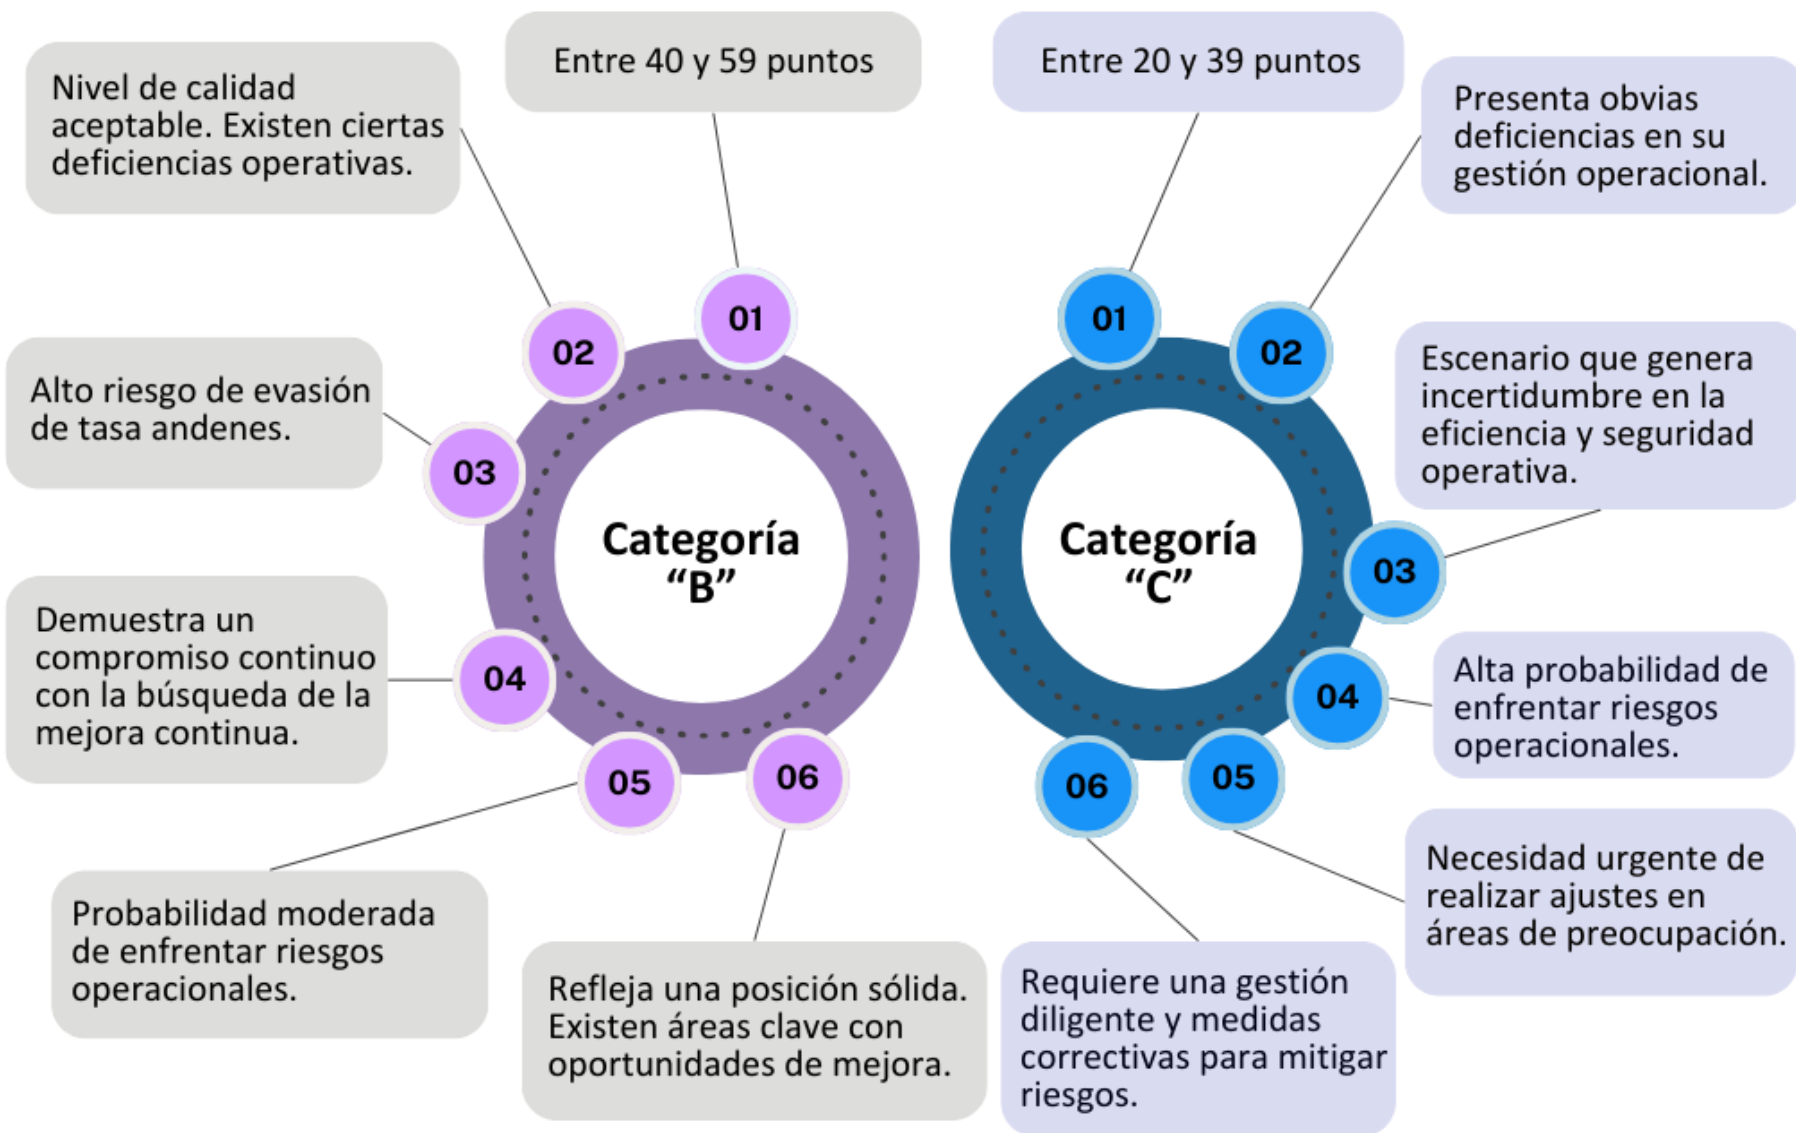 Categoría
“B”
01
Entre 40 y 59 puntos
02
Nivel de calidad
aceptable. Existen ciertas
deficiencias operativas.
03
Alto riesgo de evasión
de tasa andenes.
04
Demuestra un
compromiso continuo
con la búsqueda de la
mejora continua.
05
Probabilidad moderada
de enfrentar riesgos
operacionales.
06
Refleja una posición sólida.
Existen áreas clave con
oportunidades de mejora.
Categoría
“C”
01
Entre 20 y 39 puntos
02
Presenta obvias
deficiencias en su
gestión operacional.
03
Escenario que genera
incertidumbre en la
eficiencia y seguridad
operativa.
04
Alta probabilidad de
enfrentar riesgos
operacionales.
05
Necesidad urgente de
realizar ajustes en
áreas de preocupación.
06
Requiere una gestión
diligente y medidas
correctivas para mitigar
riesgos.